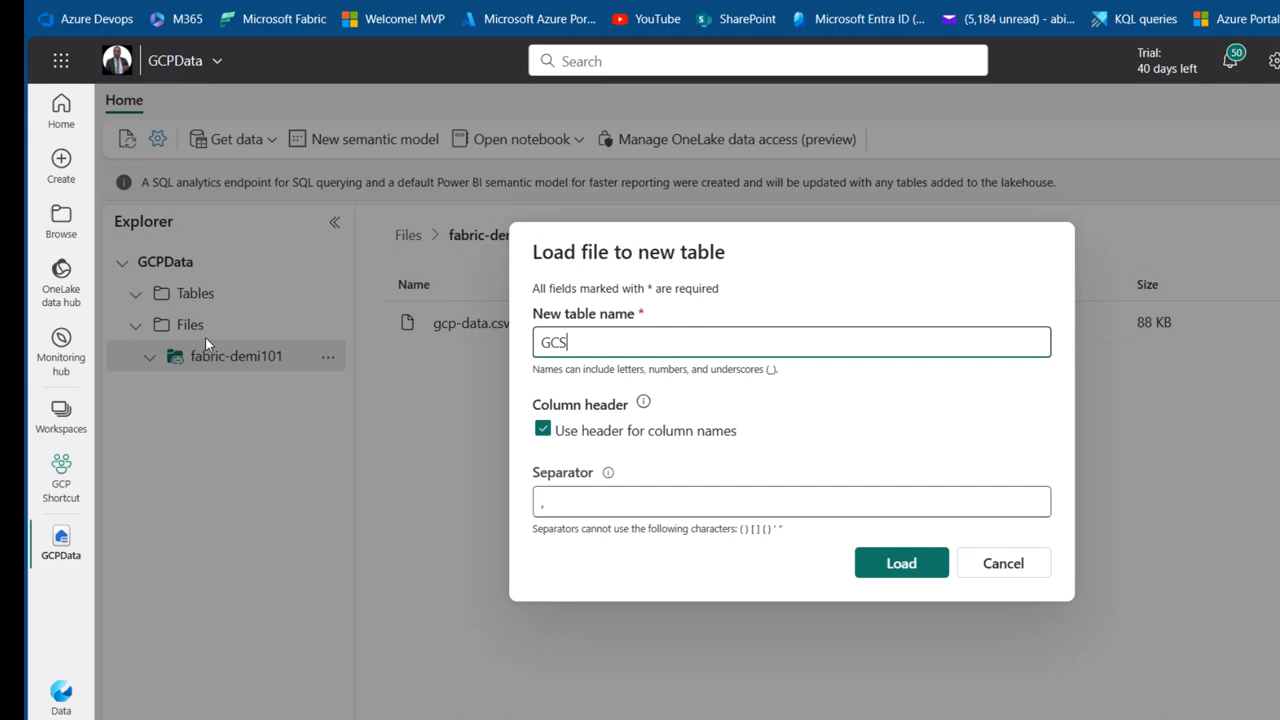 Azure Devops M365 Microsoft Fabric Welcome! MVP Microsoft Azure Por... YouTube SharePoint Microsoft Entra ID (... (5,184 unread) - abi... KQL queries Azure Portal
GCPData
Search
Trial:
40 days left
50
Home
Home
Create
Browse
OneLake
data hub
Monitoring
hub
Workspaces
GCP
Shortcut
GCPData
Data
Get data New semantic model Open notebook Manage OneLake data access (preview)
A SQL analytics endpoint for SQL querying and a default Power BI semantic model for faster reporting were created and will be updated with any tables added to the lakehouse.
Explorer
GCPData
Tables
Files
fabric-demi101
Files > fabric-de
Name
Size
gcp-data.csv
88 KB
Load file to new table
All fields marked with * are required
New table name *
GCS
Names can include letters, numbers, and underscores (_).
Column header
Use header for column names
Separator
,
Separators cannot use the following characters: ( ) [ ] { } ' "
Load Cancel